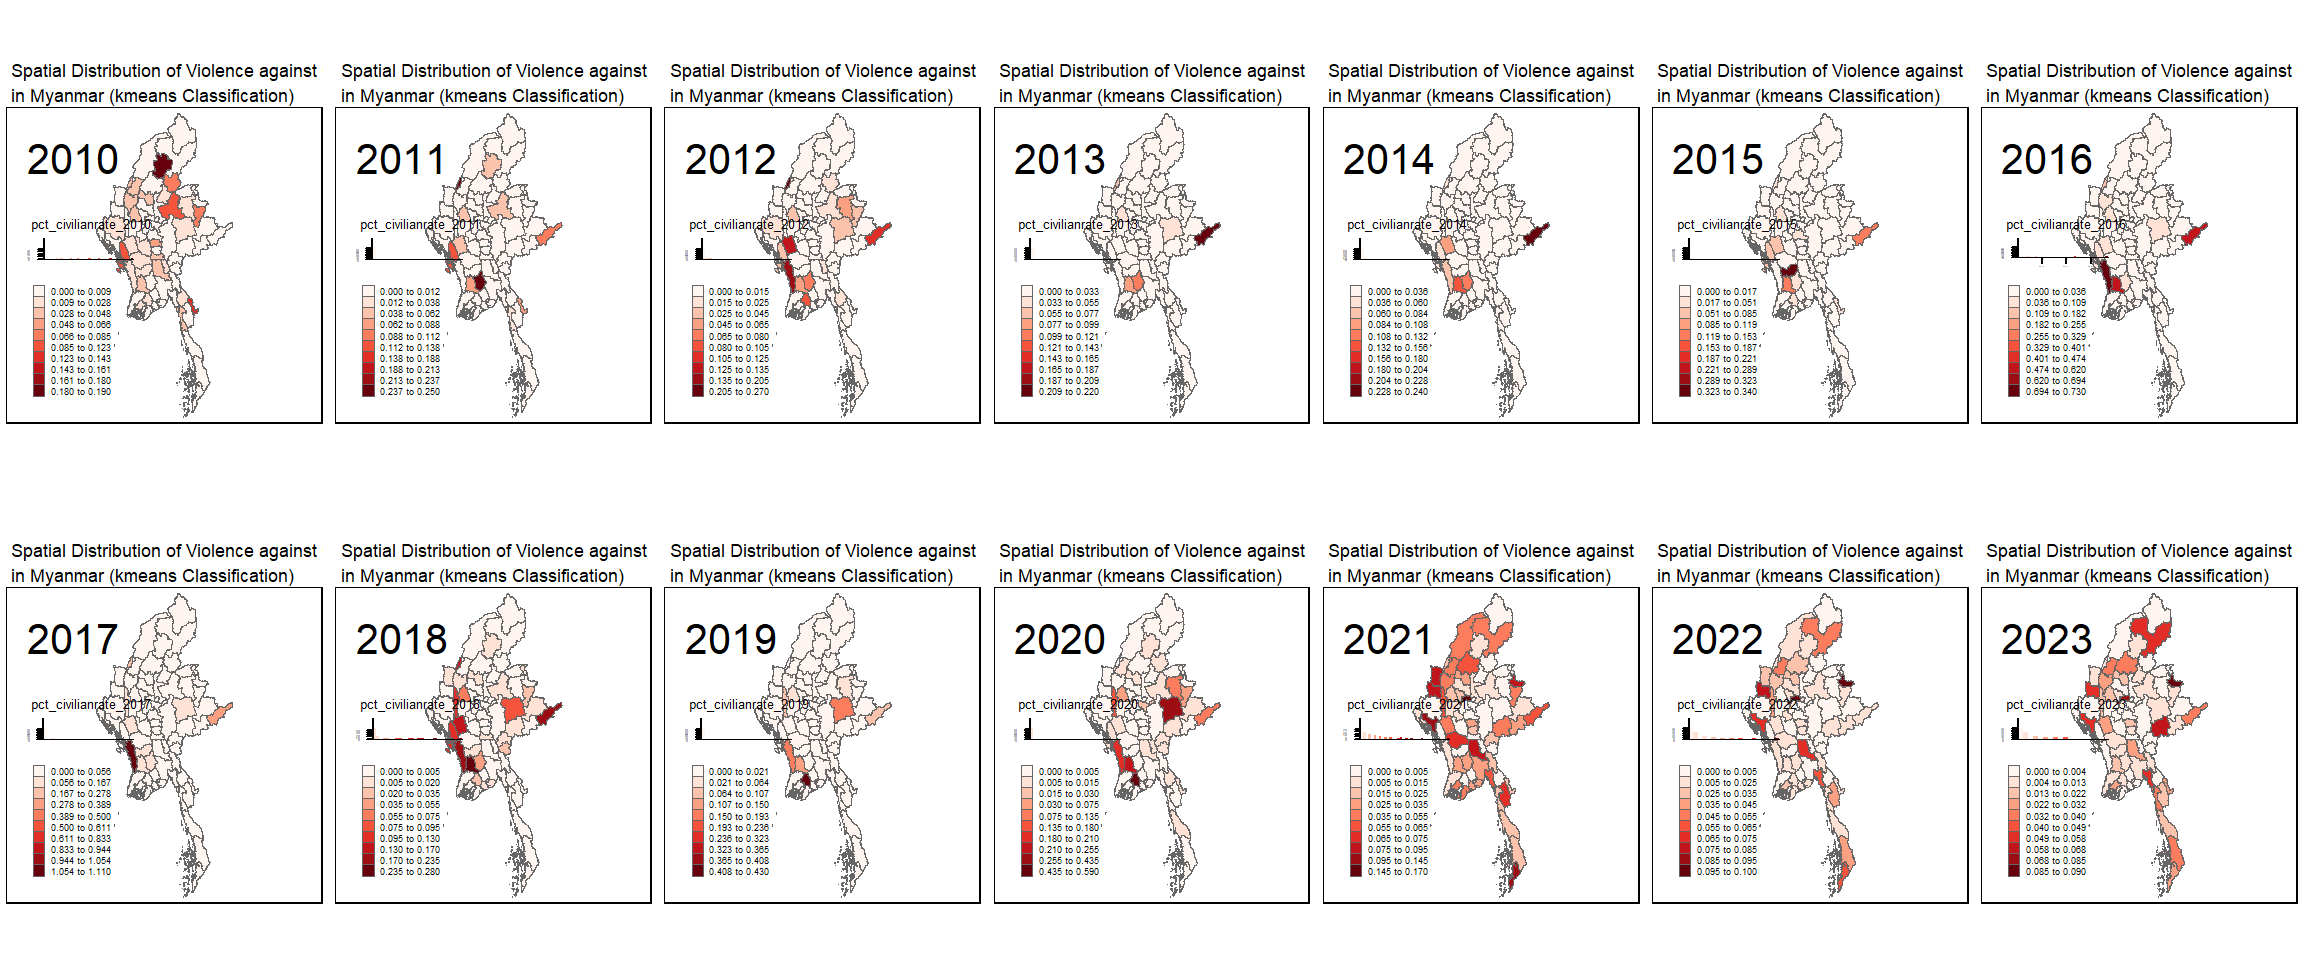 Spatial Distribution of Violence against
in Myanmar (kmeans Classification)
2010
pct_civilianrate_2010
0.000 to 0.009
0.009 to 0.028
0.028 to 0.048
0.048 to 0.066
0.066 to 0.085
0.085 to 0.123
0.123 to 0.143
0.143 to 0.161
0.161 to 0.180
0.180 to 0.190
Spatial Distribution of Violence against
in Myanmar (kmeans Classification)
2011
pct_civilianrate_2011
0.000 to 0.012
0.012 to 0.038
0.038 to 0.062
0.062 to 0.088
0.088 to 0.112
0.112 to 0.138
0.138 to 0.188
0.188 to 0.213
0.213 to 0.237
0.237 to 0.250
Spatial Distribution of Violence against
in Myanmar (kmeans Classification)
2012
pct_civilianrate_2012
0.000 to 0.015
0.015 to 0.025
0.025 to 0.045
0.045 to 0.065
0.065 to 0.080
0.080 to 0.105
0.105 to 0.125
0.125 to 0.135
0.135 to 0.205
0.205 to 0.270
Spatial Distribution of Violence against
in Myanmar (kmeans Classification)
2013
pct_civilianrate_2013
0.000 to 0.033
0.033 to 0.055
0.055 to 0.077
0.077 to 0.099
0.099 to 0.121
0.121 to 0.143
0.143 to 0.165
0.165 to 0.187
0.187 to 0.209
0.209 to 0.220
Spatial Distribution of Violence against
in Myanmar (kmeans Classification)
2014
pct_civilianrate_2014
0.000 to 0.036
0.036 to 0.060
0.060 to 0.084
0.084 to 0.108
0.108 to 0.132
0.132 to 0.156
0.156 to 0.180
0.180 to 0.204
0.204 to 0.228
0.228 to 0.240
Spatial Distribution of Violence against
in Myanmar (kmeans Classification)
2015
pct_civilianrate_2015
0.000 to 0.017
0.017 to 0.051
0.051 to 0.085
0.085 to 0.119
0.119 to 0.153
0.153 to 0.187
0.187 to 0.221
0.221 to 0.289
0.289 to 0.323
0.323 to 0.340
Spatial Distribution of Violence against
in Myanmar (kmeans Classification)
2016
pct_civilianrate_2016
0.000 to 0.036
0.036 to 0.109
0.109 to 0.182
0.182 to 0.255
0.255 to 0.329
0.329 to 0.401
0.401 to 0.474
0.474 to 0.620
0.620 to 0.694
0.694 to 0.730
Spatial Distribution of Violence against
in Myanmar (kmeans Classification)
2017
pct_civilianrate_2017
0.000 to 0.056
0.056 to 0.167
0.167 to 0.278
0.278 to 0.389
0.389 to 0.500
0.500 to 0.611
0.611 to 0.833
0.833 to 0.944
0.944 to 1.054
1.054 to 1.110
Spatial Distribution of Violence against
in Myanmar (kmeans Classification)
2018
pct_civilianrate_2018
0.000 to 0.005
0.005 to 0.020
0.020 to 0.035
0.035 to 0.055
0.055 to 0.075
0.075 to 0.095
0.095 to 0.130
0.130 to 0.170
0.170 to 0.235
0.235 to 0.280
Spatial Distribution of Violence against
in Myanmar (kmeans Classification)
2019
pct_civilianrate_2019
0.000 to 0.021
0.021 to 0.064
0.064 to 0.107
0.107 to 0.150
0.150 to 0.193
0.193 to 0.236
0.236 to 0.323
0.323 to 0.365
0.365 to 0.408
0.408 to 0.430
Spatial Distribution of Violence against
in Myanmar (kmeans Classification)
2020
pct_civilianrate_2020
0.000 to 0.005
0.005 to 0.015
0.015 to 0.030
0.030 to 0.075
0.075 to 0.135
0.135 to 0.180
0.180 to 0.210
0.210 to 0.255
0.255 to 0.435
0.435 to 0.590
Spatial Distribution of Violence against
in Myanmar (kmeans Classification)
2021
pct_civilianrate_2021
0.000 to 0.005
0.005 to 0.015
0.015 to 0.025
0.025 to 0.035
0.035 to 0.055
0.055 to 0.065
0.065 to 0.075
0.075 to 0.095
0.095 to 0.145
0.145 to 0.170
Spatial Distribution of Violence against
in Myanmar (kmeans Classification)
2022
pct_civilianrate_2022
0.000 to 0.005
0.005 to 0.025
0.025 to 0.035
0.035 to 0.045
0.045 to 0.055
0.055 to 0.065
0.065 to 0.075
0.075 to 0.085
0.085 to 0.095
0.095 to 0.100
Spatial Distribution of Violence against
in Myanmar (kmeans Classification)
2023
pct_civilianrate_2023
0.000 to 0.004
0.004 to 0.013
0.013 to 0.022
0.022 to 0.032
0.032 to 0.040
0.040 to 0.049
0.049 to 0.058
0.058 to 0.068
0.068 to 0.085
0.085 to 0.090